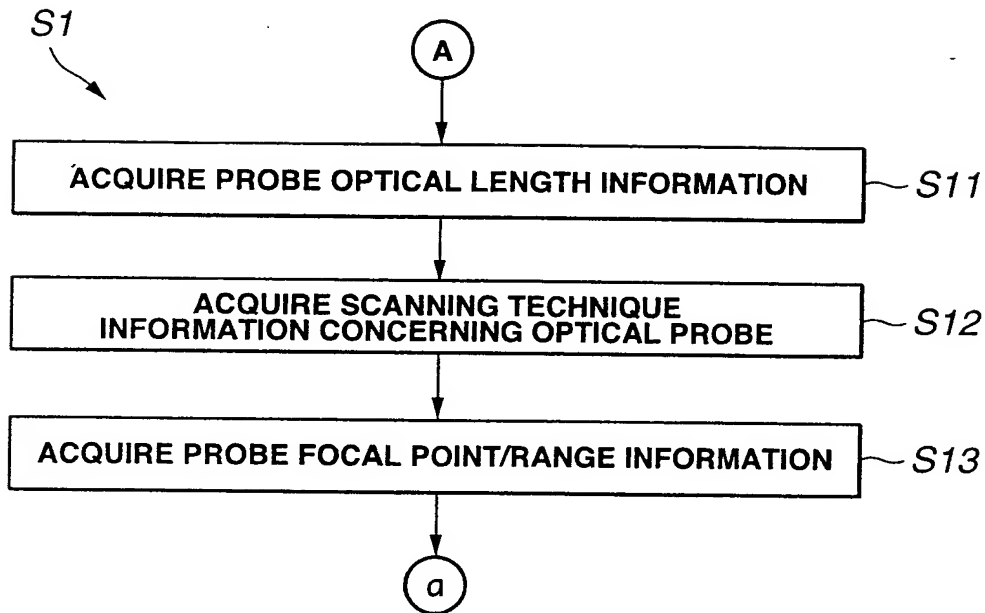 S1
A
ACQUIRE PROBE OPTICAL LENGTH INFORMATION
S11
ACQUIRE SCANNING TECHNIQUE
INFORMATION CONCERNING OPTICAL PROBE
S12
ACQUIRE PROBE FOCAL POINT/RANGE INFORMATION
S13
a